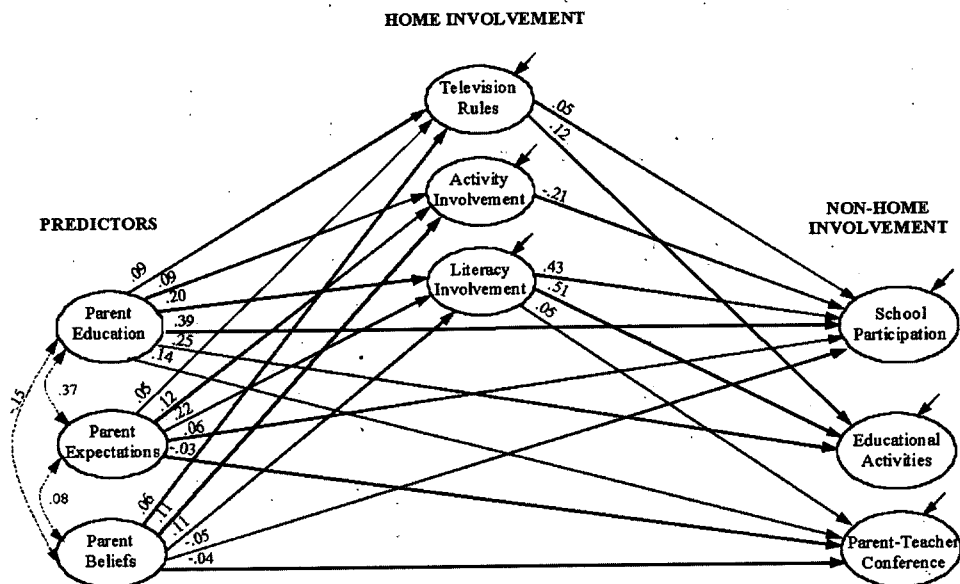 HOME INVOLVEMENT
Television
Rules
.05
.12
Activity
Involvement
-.21
PREDICTORS
NON-HOME
INVOLVEMENT
Literacy
Involvement
.43
.51
.05
.09
.09
.20
Parent
Education
.39
.25
.14
School
Participation
-.15
.37
.05
.12
.22
Parent
Expectations
.06
-.03
Educational
Activities
.08
.06
.11
.11
Parent
Beliefs
-.05
-.04
Parent-Teacher
Conference